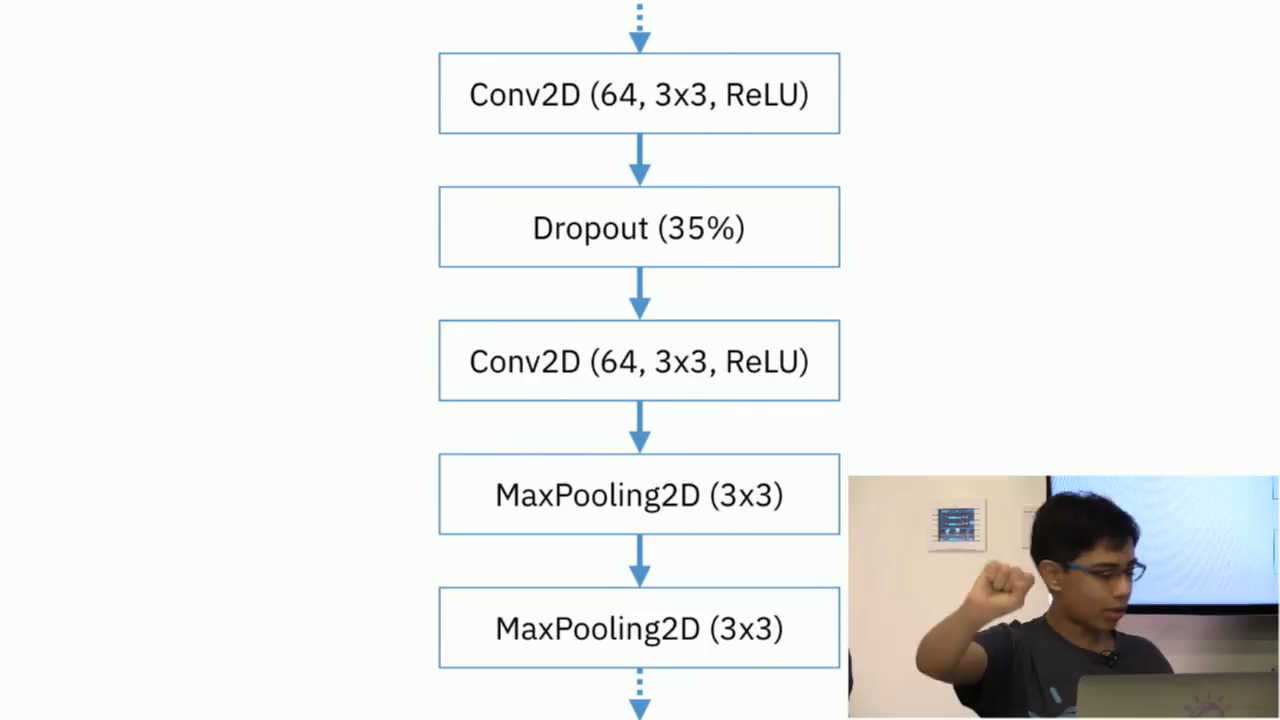 Conv2D (64, 3x3, ReLU)
Dropout (35%)
Conv2D (64, 3x3, ReLU)
MaxPooling2D (3x3)
MaxPooling2D (3x3)